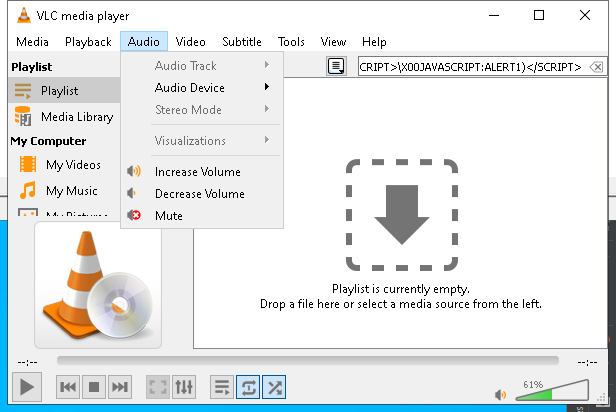 VLC media player
Media Playback Audio Video Subtitle Tools View Help
Playlist
CRIPT>\X00JAVASCRIPT:ALERT1)</SCRIPT>
Playlist
Media Library
My Computer
My Videos
My Music
My Pictures
Audio Track
Audio Device
Stereo Mode
Visualizations
Increase Volume
Decrease Volume
Mute
Playlist is currently empty.
Drop a file here or select a media source from the left.
--:-- --:--
61%